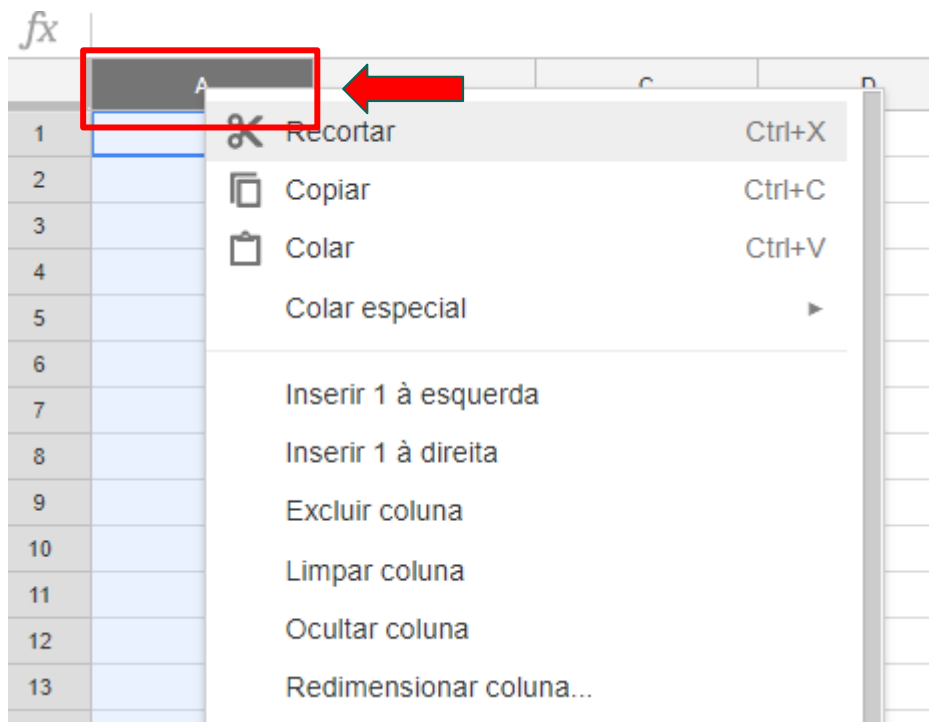 fx
A C D
1
Recortar Ctrl+X
2
Copiar Ctrl+C
3
Colar Ctrl+V
4
Colar especial
5
6
Inserir 1 à esquerda
7
8
Inserir 1 à direita
9
Excluir coluna
10
11
Limpar coluna
12
Ocultar coluna
13
Redimensionar coluna...